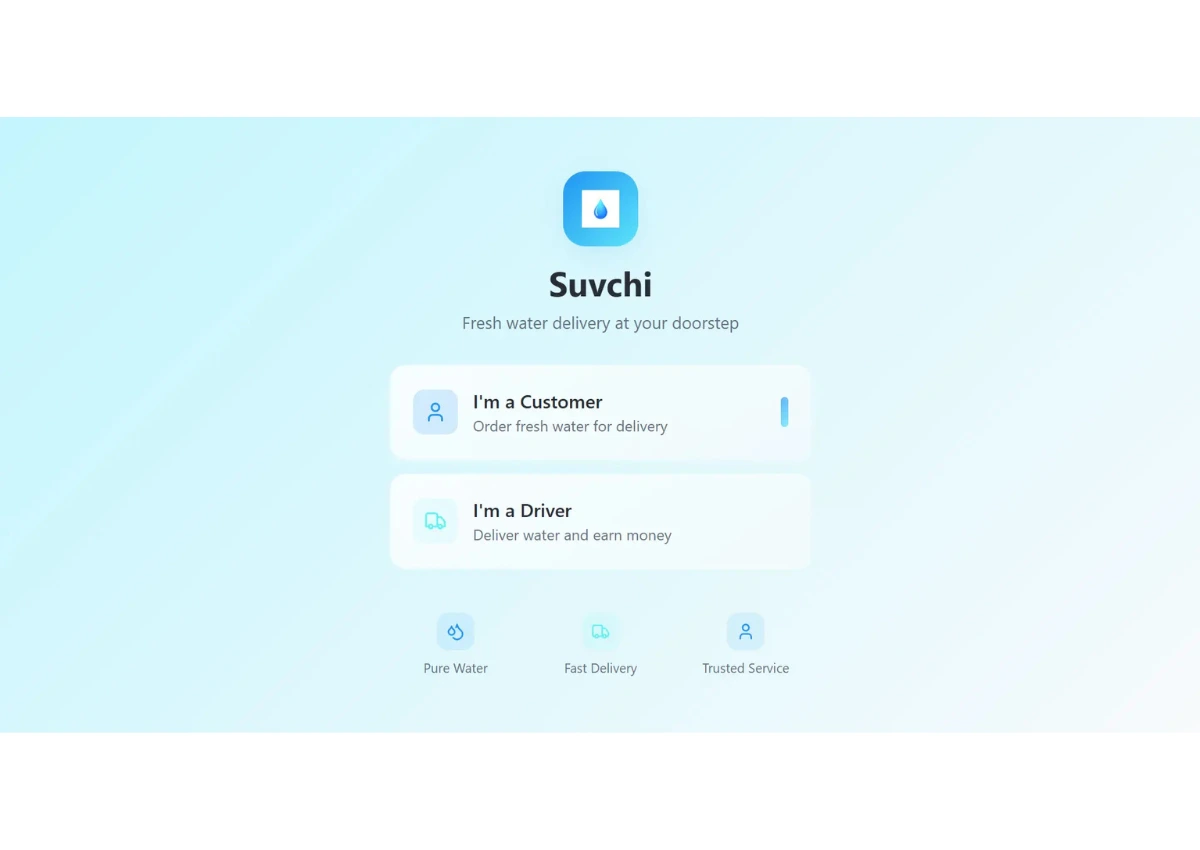 Suvchi
Fresh water delivery at your doorstep
I'm a Customer
Order fresh water for delivery
I'm a Driver
Deliver water and earn money
Pure Water
Fast Delivery
Trusted Service